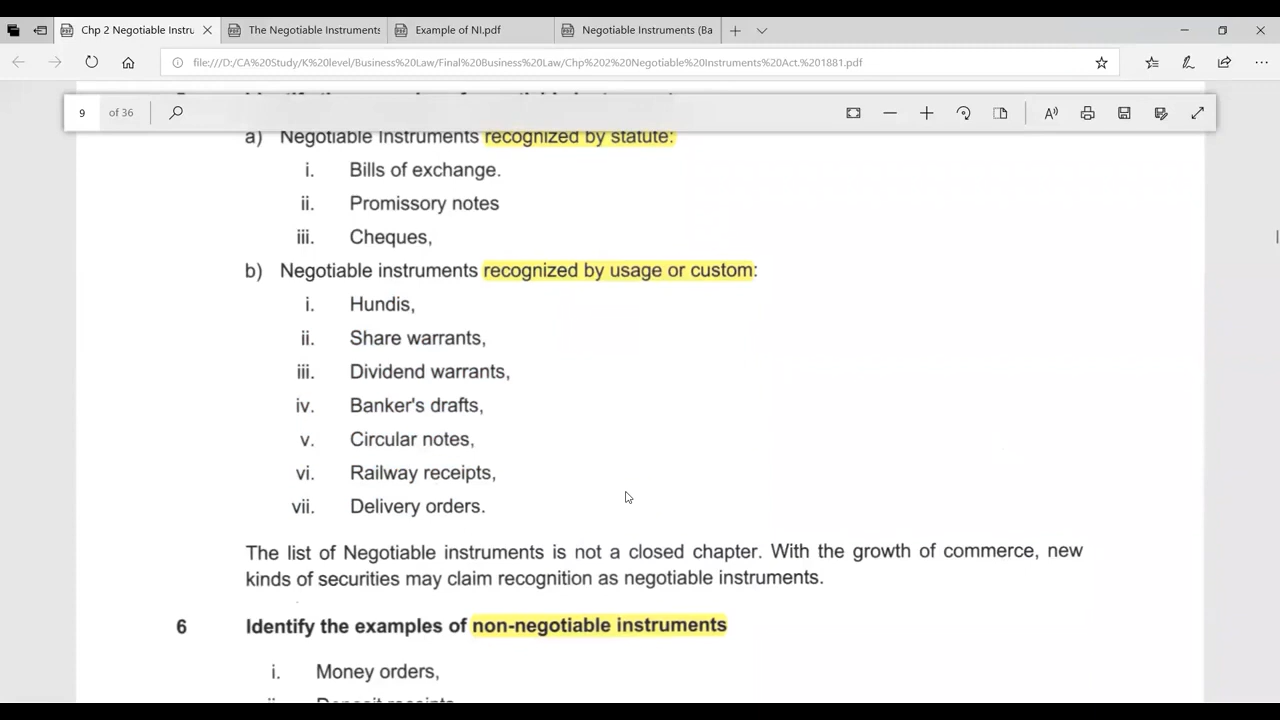 Chp 2 Negotiable Instru
The Negotiable Instruments
Example of NI.pdf
Negotiable Instruments (Ba
file:///D:/CA%20Study/K%20level/Business%20Law/Final%20Business%20Law/Chp%202%20Negotiable%20Instruments%20Act.%201881.pdf
9 of 36
a) Negotiable Instruments recognized by statute:
i. Bills of exchange.
ii. Promissory notes
iii. Cheques,
b) Negotiable instruments recognized by usage or custom:
i. Hundis,
ii. Share warrants,
iii. Dividend warrants,
iv. Banker's drafts,
v. Circular notes,
vi. Railway receipts,
vii. Delivery orders.
The list of Negotiable instruments is not a closed chapter. With the growth of commerce, new
kinds of securities may claim recognition as negotiable instruments.
6 Identify the examples of non-negotiable instruments
i. Money orders,